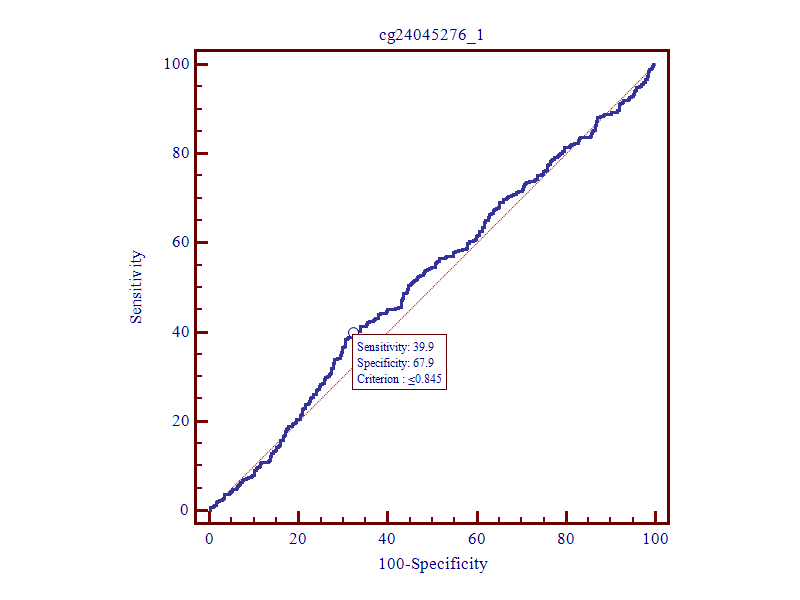 cg24045276_1
100
80
60
40
20
0
Sensitivity
Sensitivity: 39.9
Specificity: 67.9
Criterion : ≤0.845
0 20 40 60 80 100
100-Specificity